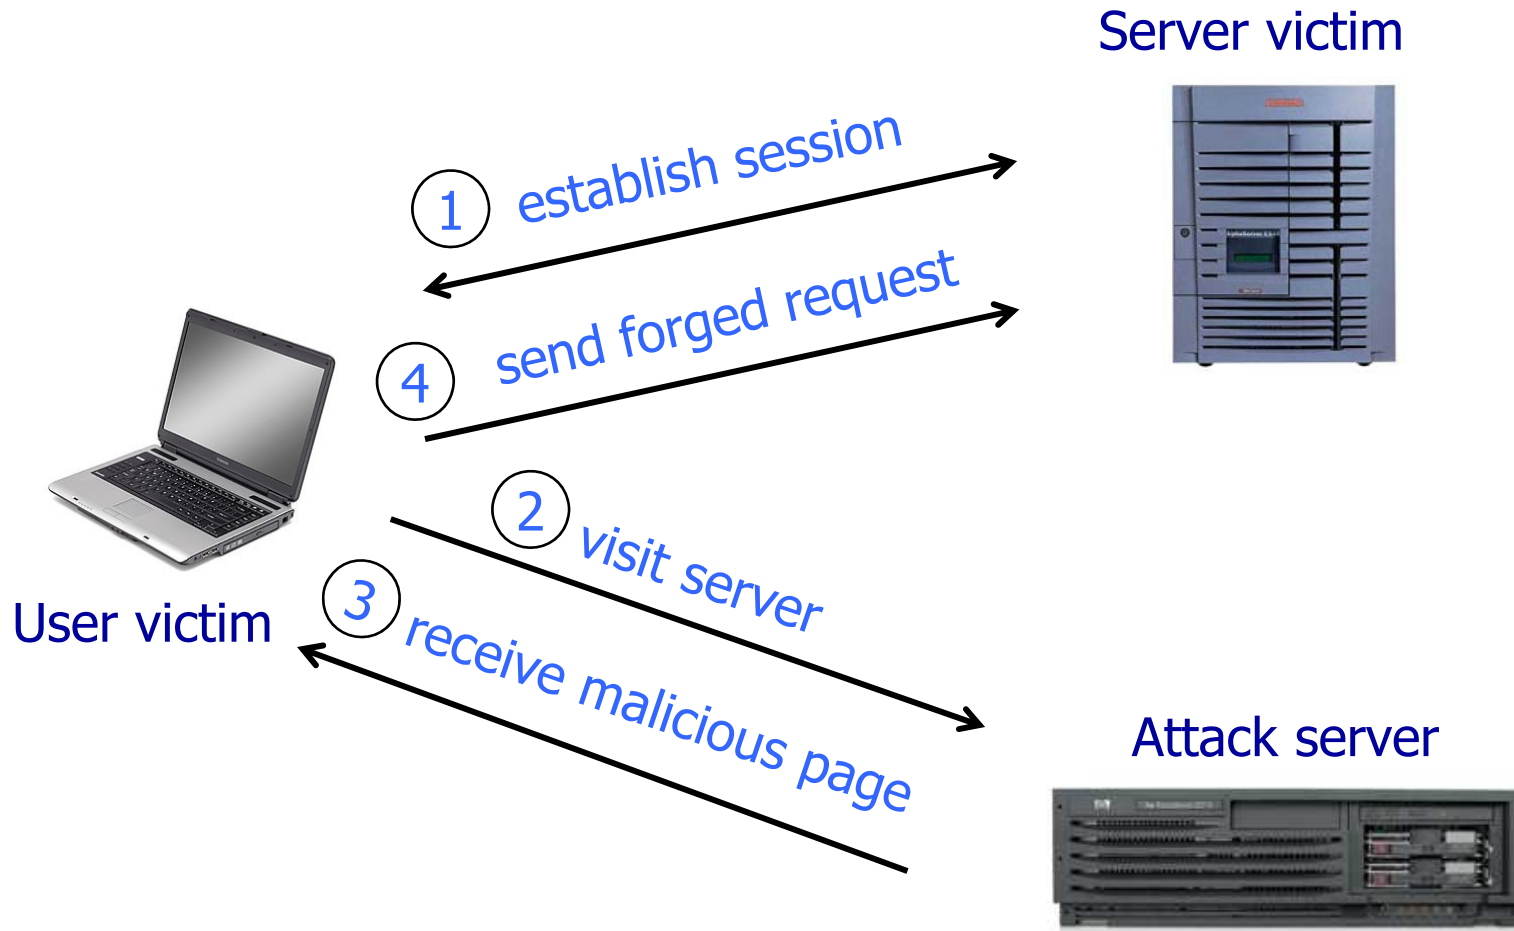 Server victim
1 establish session
4 send forged request
2 visit server
User victim
3 receive malicious page
Attack server